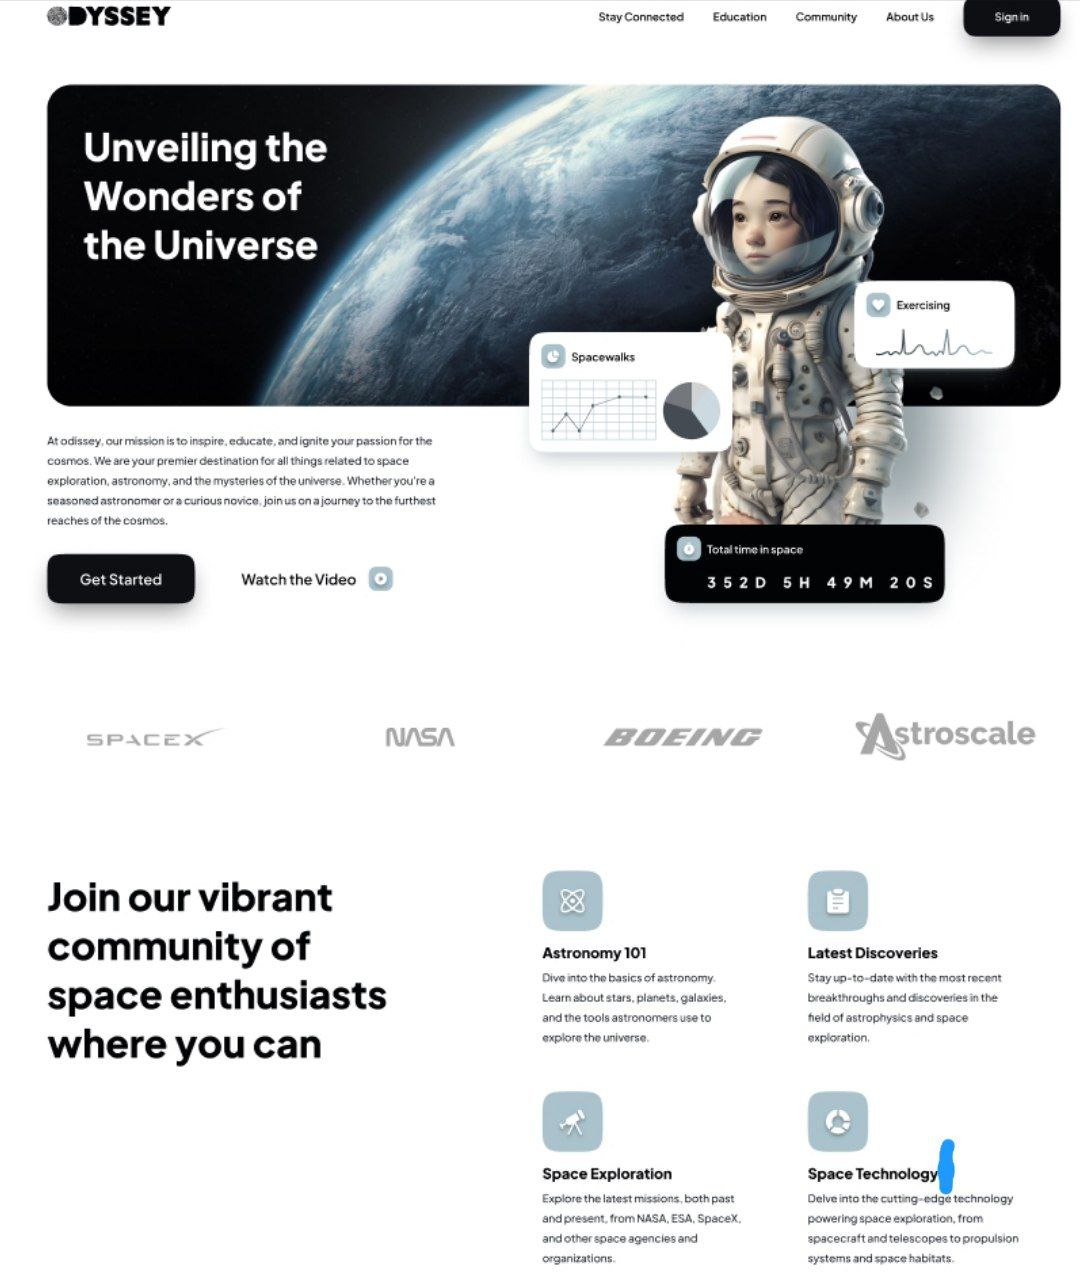 ODYSSEY
Stay Connected Education Community About Us Sign in
Unveiling the
Wonders of
the Universe
Exercising
Spacewalks
At odissey, our mission is to inspire, educate, and ignite your passion for the
cosmos. We are your premier destination for all things related to space
exploration, astronomy, and the mysteries of the universe. Whether you're a
seasoned astronomer or a curious novice, join us on a journey to the furthest
reaches of the cosmos.
Get Started
Watch the Video
Total time in space
352D 5H 49M 20S
SPACEX
NASA
BOEING
Astroscale
Join our vibrant
community of
space enthusiasts
where you can
Astronomy 101
Dive into the basics of astronomy.
Learn about stars, planets, galaxies,
and the tools astronomers use to
explore the universe.
Latest Discoveries
Stay up-to-date with the most recent
breakthroughs and discoveries in the
field of astrophysics and space
exploration.
Space Exploration
Explore the latest missions, both past
and present, from NASA, ESA, SpaceX,
and other space agencies and
organizations.
Space Technology
Delve into the cutting-edge technology
powering space exploration, from
spacecraft and telescopes to propulsion
systems and space habitats.